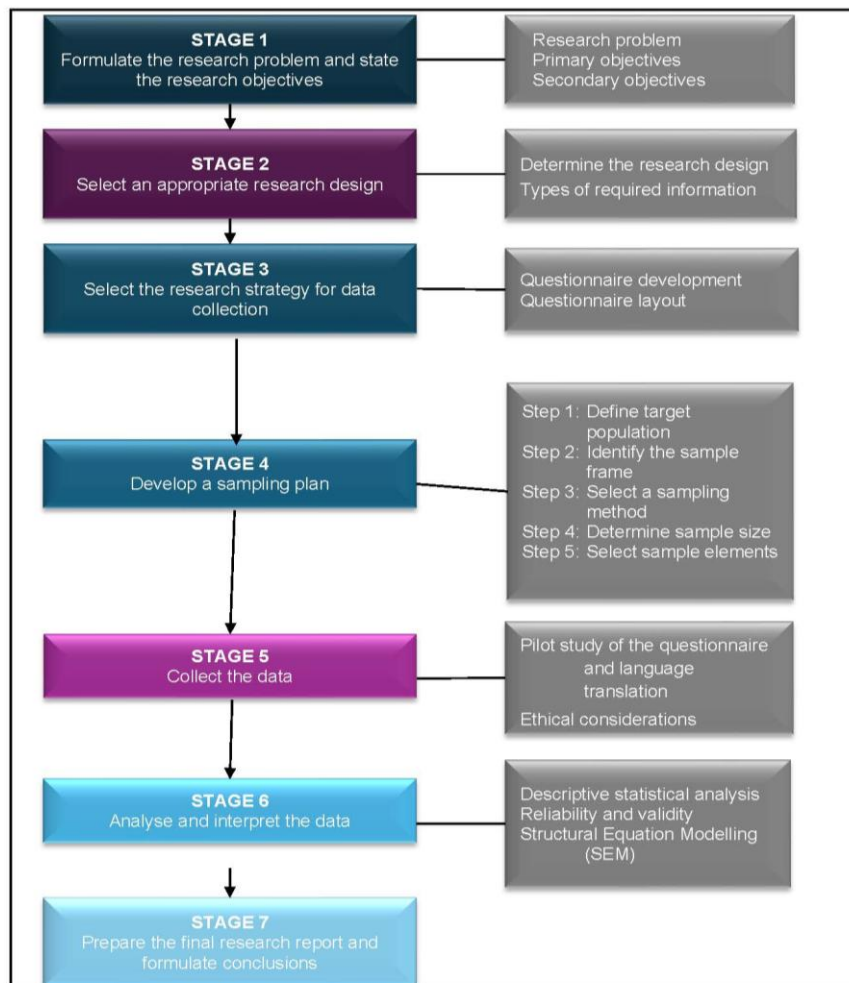 STAGE 1
Formulate the research problem and state
the research objectives
Research problem
Primary objectives
Secondary objectives
STAGE 2
Select an appropriate research design
Determine the research design
Types of required information
STAGE 3
Select the research strategy for data
collection
Questionnaire development
Questionnaire layout
STAGE 4
Develop a sampling plan
Step 1: Define target
population
Step 2: Identify the sample
frame
Step 3: Select a sampling
method
Step 4: Determine sample size
Step 5: Select sample elements
STAGE 5
Collect the data
Pilot study of the questionnaire
and language
translation
Ethical considerations
STAGE 6
Analyse and interpret the data
Descriptive statistical analysis
Reliability and validity
Structural Equation Modelling
(SEM)
STAGE 7
Prepare the final research report and
formulate conclusions